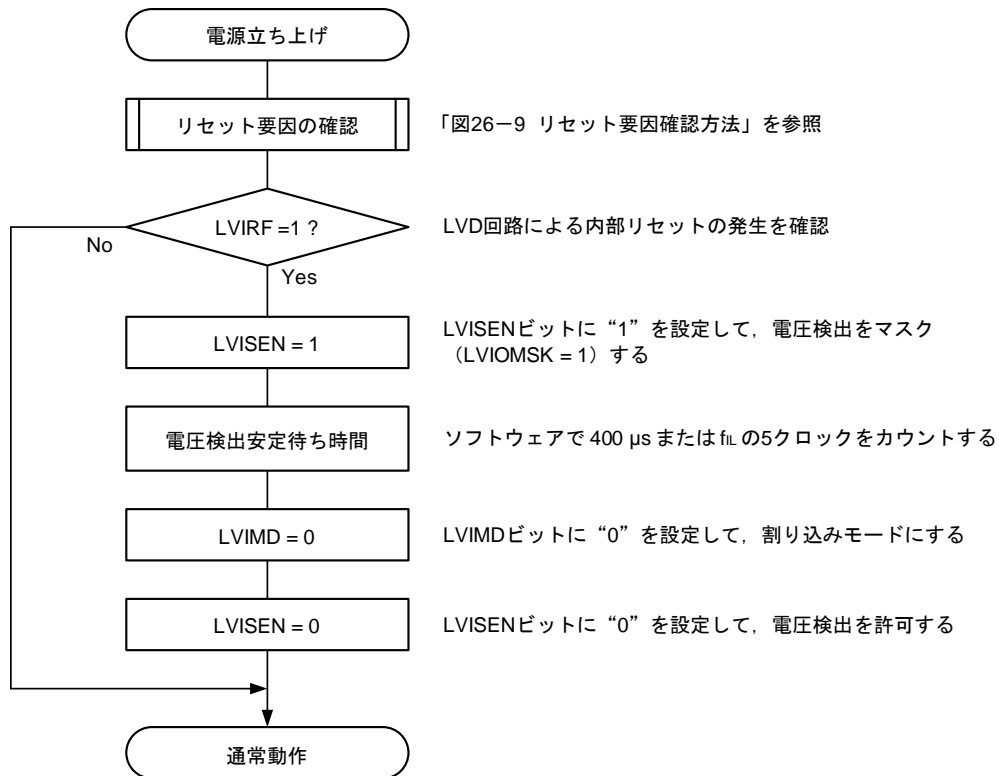 電源立ち上げ
リセット要因の確認
「図26－9 リセット要因確認方法」を参照
LVIRF =1 ?
LVD回路による内部リセットの発生を確認
No
Yes
LVISEN = 1
LVISENビットに“1”を設定して，電圧検出をマスク
（LVIOMSK = 1）する
電圧検出安定待ち時間
ソフトウェアで 400 μs または fIL の5クロックをカウントする
LVIMD = 0
LVIMDビットに“0”を設定して，割り込みモードにする
LVISEN = 0
LVISENビットに“0”を設定して，電圧検出を許可する
通常動作